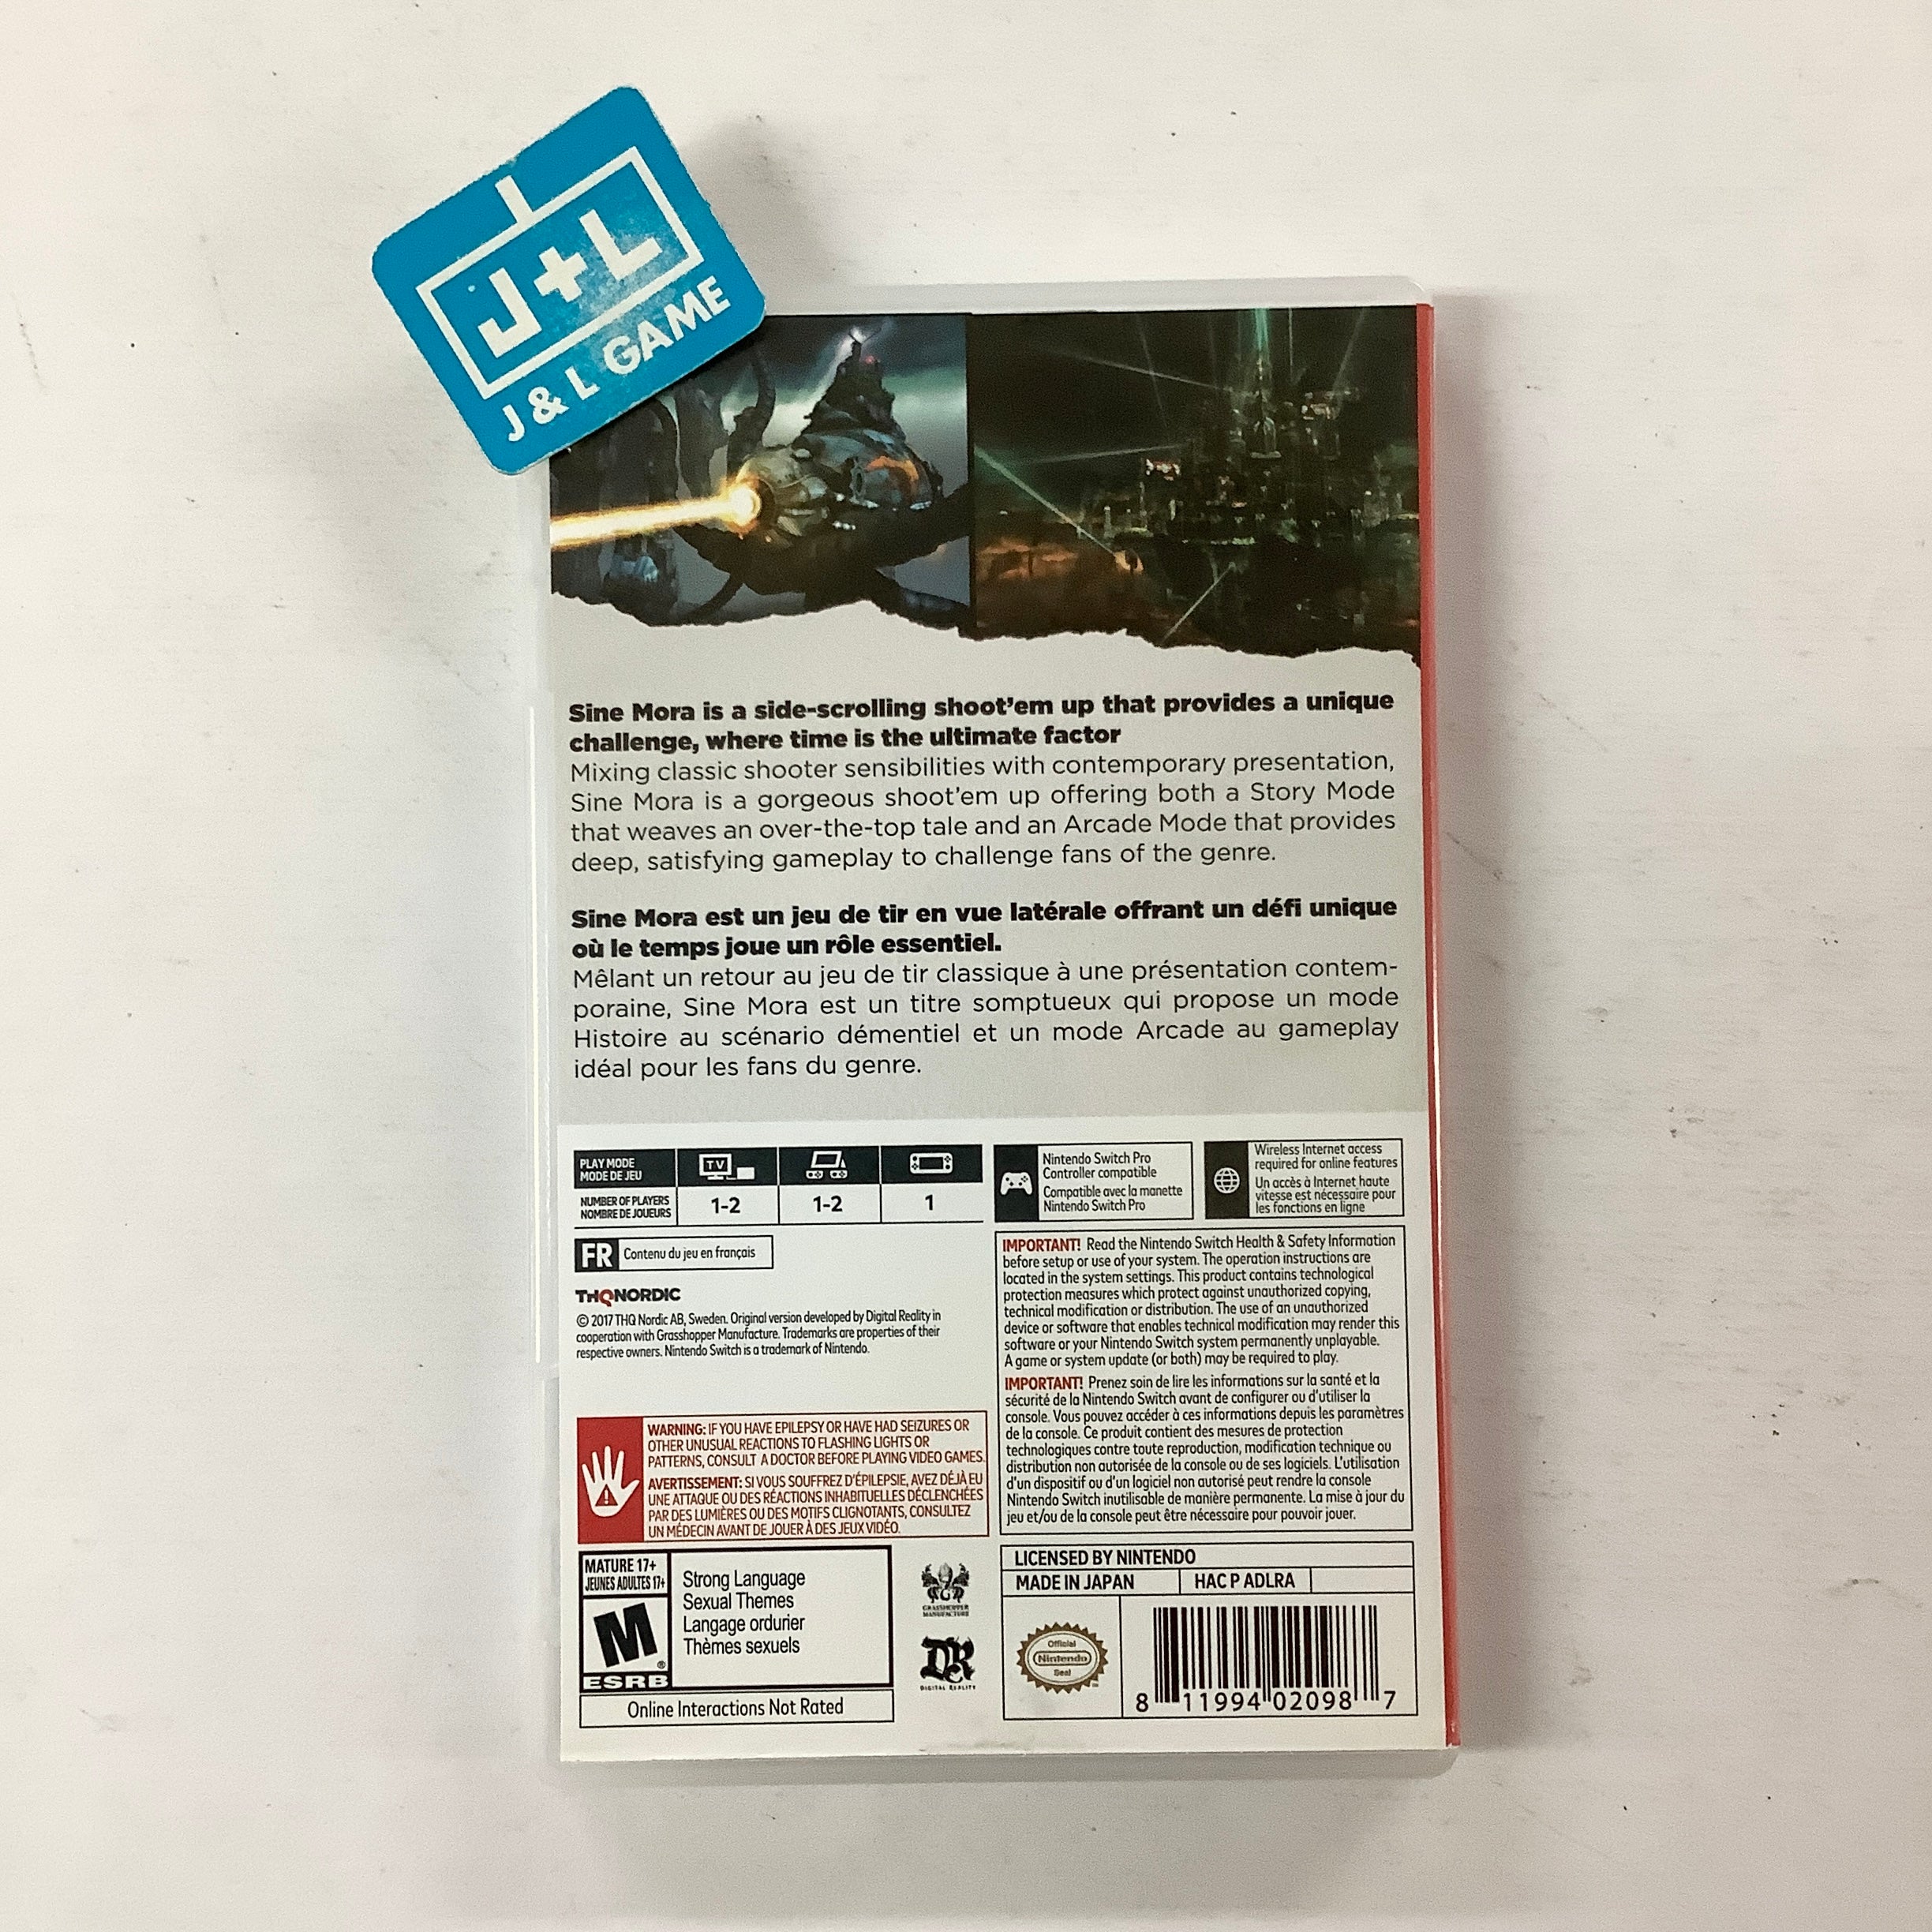 J+L
J & L GAME
Sine Mora is a side-scrolling shoot'em up that provides a unique
challenge, where time is the ultimate factor
Mixing classic shooter sensibilities with contemporary presentation,
Sine Mora is a gorgeous shoot'em up offering both a Story Mode
that weaves an over-the-top tale and an Arcade Mode that provides
deep, satisfying gameplay to challenge fans of the genre.
Sine Mora est un jeu de tir en vue latérale offrant un défi unique
où le temps joue un rôle essentiel.
Mêlant un retour au jeu de tir classique à une présentation contem-
poraine, Sine Mora est un titre somptueux qui propose un mode
Histoire au scénario démentiel et un mode Arcade au gameplay
idéal pour les fans du genre.
PLAY MODE
MODE DE JEU
TV
NUMBER OF PLAYERS
NOMBRE DE JOUEURS
1-2
1-2
1
Nintendo Switch Pro
Controller compatible
Compatible avec la manette
Nintendo Switch Pro
Wireless Internet access
required for online features
Un accès à Internet haute
vitesse est nécessaire pour
les fonctions en ligne
FR Contenu du jeu en français
THQNORDIC
© 2017 THQ Nordic AB, Sweden. Original version developed by Digital Reality in
cooperation with Grasshopper Manufacture. Trademarks are properties of their
respective owners. Nintendo Switch is a trademark of Nintendo.
IMPORTANT! Read the Nintendo Switch Health & Safety Information
before setup or use of your system. The operation instructions are
located in the system settings. This product contains technological
protection measures which protect against unauthorized copying,
technical modification or distribution. The use of an unauthorized
device or software that enables technical modification may render this
software or your Nintendo Switch system permanently unplayable.
A game or system update (or both) may be required to play.
IMPORTANT! Prenez soin de lire les informations sur la santé et la
sécurité de la Nintendo Switch avant de configurer ou d'utiliser la
console. Vous pouvez accéder à ces informations depuis les paramètres
de la console. Ce produit contient des mesures de protection
technologiques contre toute reproduction, modification technique ou
distribution non autorisée de la console ou de ses logiciels. L'utilisation
d'un dispositif ou d'un logiciel non autorisé peut rendre la console
Nintendo Switch inutilisable de manière permanente. La mise à jour du
jeu et/ou de la console peut être nécessaire pour pouvoir jouer.
WARNING: IF YOU HAVE EPILEPSY OR HAVE HAD SEIZURES OR
OTHER UNUSUAL REACTIONS TO FLASHING LIGHTS OR
PATTERNS, CONSULT A DOCTOR BEFORE PLAYING VIDEO GAMES.
AVERTISSEMENT: SI VOUS SOUFFREZ D'ÉPILEPSIE, AVEZ DÉJÀ EU
UNE ATTAQUE OU DES RÉACTIONS INHABITUELLES DÉCLENCHÉES
PAR DES LUMIÈRES OU DES MOTIFS CLIGNOTANTS, CONSULTEZ
UN MÉDECIN AVANT DE JOUER À DES JEUX VIDÉO.
MATURE 17+
JEUNES ADULTES 17+
M
®
ESRB
Strong Language
Sexual Themes
Langage ordurier
Thèmes sexuels
Online Interactions Not Rated
GRASSHOPPER
MANUFACTURE
DR
DIGITAL REALITY
LICENSED BY NINTENDO
MADE IN JAPAN
HAC P ADLRA
Official
Nintendo
Seal
8 11994 02098 7